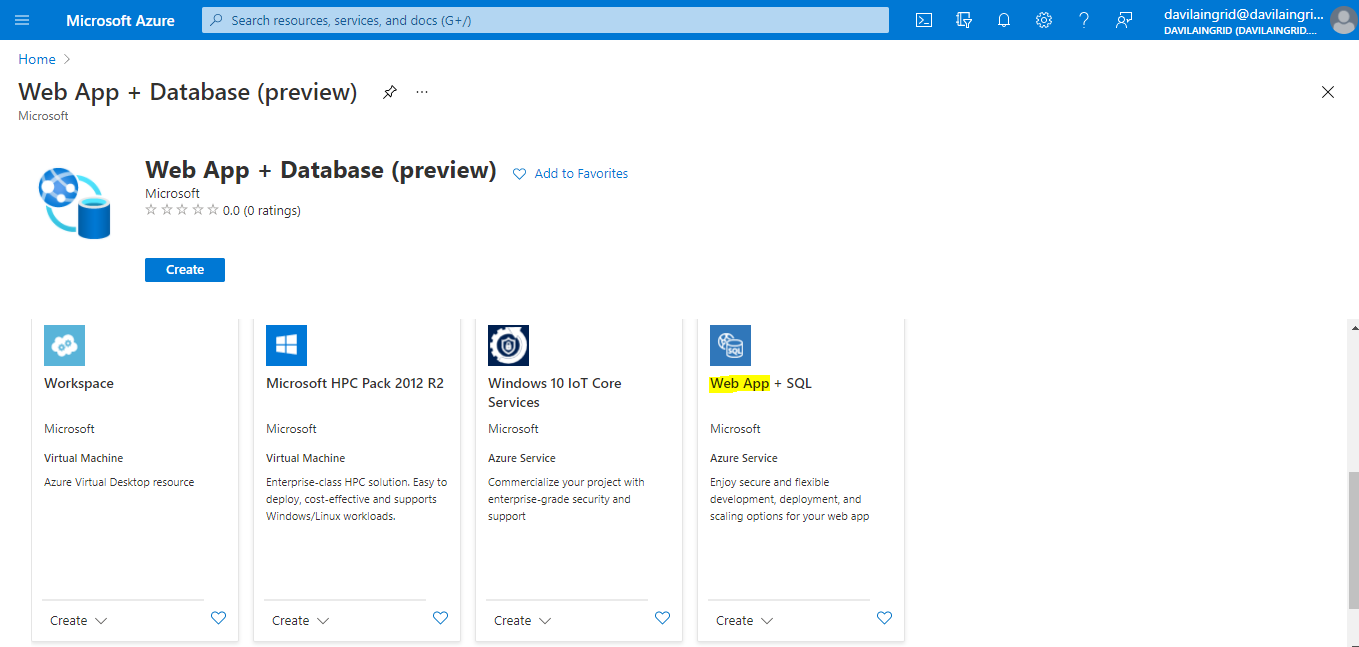 Microsoft Azure
Search resources, services, and docs (G+/)
davilaingrid@davilaingri...
DAVILAINGRID (DAVILAINGRID....
Home
Web App + Database (preview)
Microsoft
Web App + Database (preview)
Add to Favorites
Microsoft
0.0 (0 ratings)
Create
Workspace
Microsoft
Virtual Machine
Azure Virtual Desktop resource
Create
Microsoft HPC Pack 2012 R2
Microsoft
Virtual Machine
Enterprise-class HPC solution. Easy to
deploy, cost-effective and supports
Windows/Linux workloads.
Create
Windows 10 IoT Core
Services
Microsoft
Azure Service
Commercialize your project with
enterprise-grade security and
support
Create
SQL
Web App + SQL
Microsoft
Azure Service
Enjoy secure and flexible
development, deployment, and
scaling options for your web app
Create